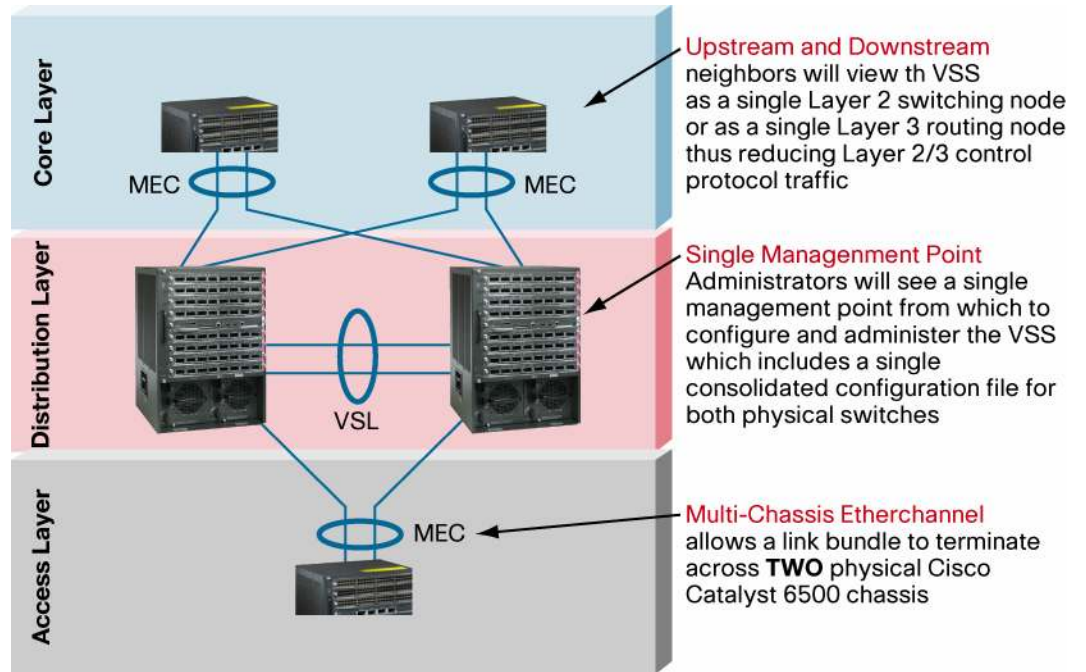 Core Layer
MEC
MEC
Upstream and Downstream
neighbors will view th VSS
as a single Layer 2 switching node
or as a single Layer 3 routing node
thus reducing Layer 2/3 control
protocol traffic
Distribution Layer
VSL
Single Managenment Point
Administrators will see a single
management point from which to
configure and administer the VSS
which includes a single
consolidated configuration file for
both physical switches
Access Layer
MEC
Multi-Chassis Etherchannel
allows a link bundle to terminate
across TWO physical Cisco
Catalyst 6500 chassis